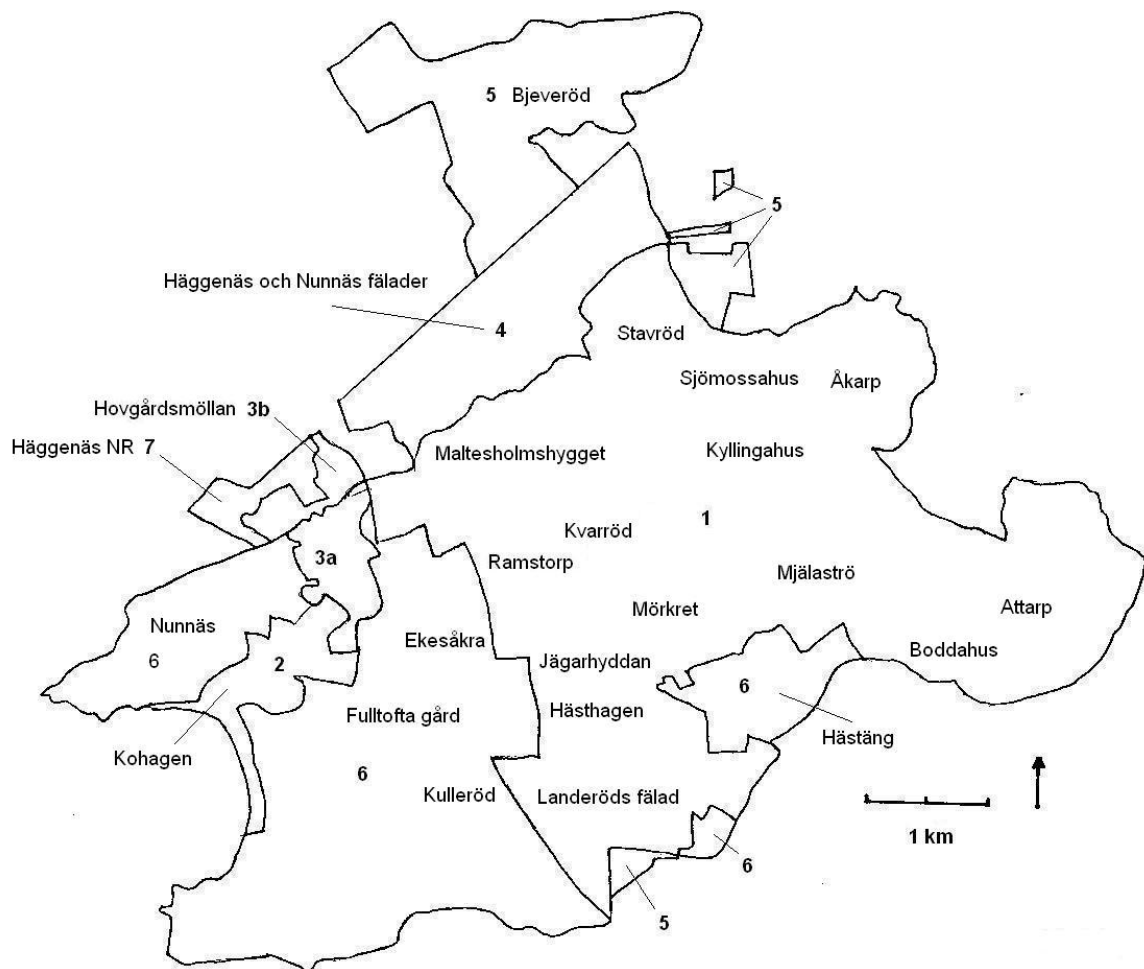 5 Bjeveröd
5
Häggenäs och Nunnäs fälader
4
Stavröd
Sjömossahus
Åkarp
Hovgårdsmöllan 3b
Häggenäs NR 7
Maltesholmshygget
Kyllingahus
1
Kvarröd
3a
Ramstorp
Mjälaströ
Mörkret
Attarp
Nunnäs
6
Ekesåkra
2
Jägarhyddan
Boddahus
6
Hästhagen
Fulltofta gård
Hästäng
Kohagen
6
Kulleröd
Landeröds fälad
1 km
6
5